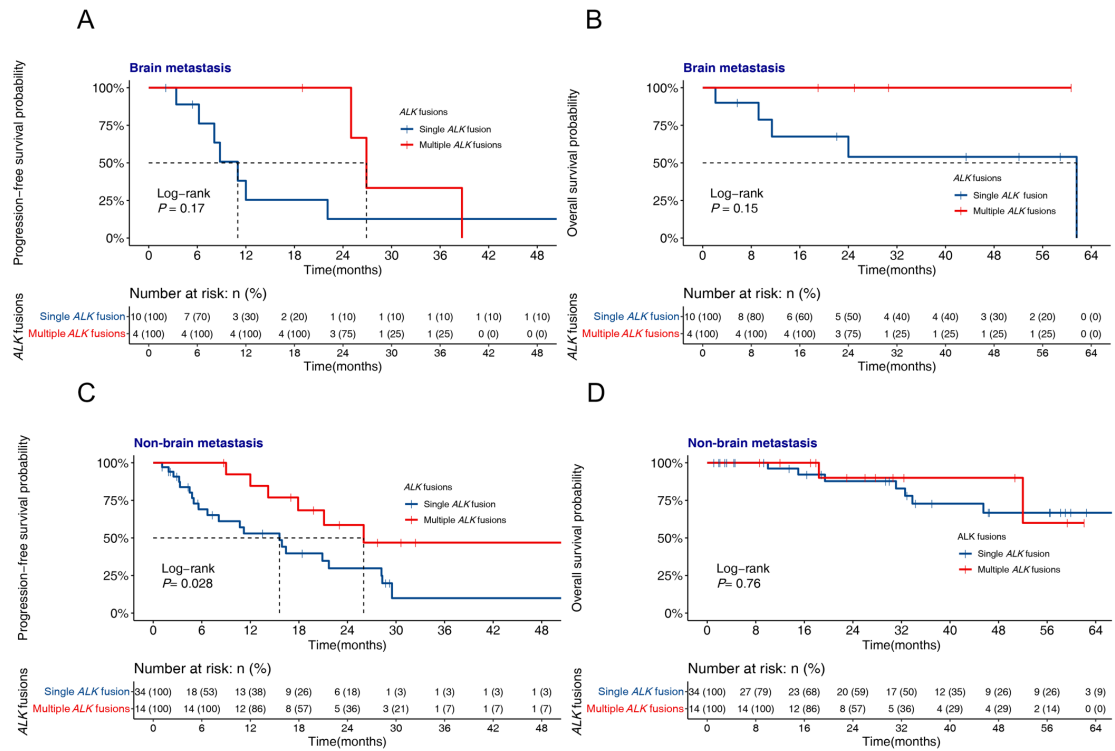 A
Brain metastasis
Progression−free survival probability
100%
75%
50%
25%
0%
ALK fusions
Single ALK fusion
Multiple ALK fusions
Log−rank
P = 0.17
0 6 12 18 24 30 36 42 48
Time(months)
Number at risk: n (%)
ALK fusions
Single ALK fusion 10 (100) 7 (70) 3 (30) 2 (20) 1 (10) 1 (10) 1 (10) 1 (10) 1 (10)
Multiple ALK fusions 4 (100) 4 (100) 4 (100) 4 (100) 3 (75) 1 (25) 1 (25) 0 (0) 0 (0)
0 6 12 18 24 30 36 42 48
Time(months)
B
Brain metastasis
Overall survival probability
100%
75%
50%
25%
0%
ALK fusions
Single ALK fusion
Multiple ALK fusions
Log−rank
P = 0.15
0 8 16 24 32 40 48 56 64
Time(months)
Number at risk: n (%)
ALK fusions
Single ALK fusion 10 (100) 8 (80) 6 (60) 5 (50) 4 (40) 4 (40) 3 (30) 2 (20) 0 (0)
Multiple ALK fusions 4 (100) 4 (100) 4 (100) 3 (75) 1 (25) 1 (25) 1 (25) 1 (25) 0 (0)
0 8 16 24 32 40 48 56 64
Time(months)
C
Non-brain metastasis
Progression−free survival probability
100%
75%
50%
25%
0%
ALK fusions
Single ALK fusion
Multiple ALK fusions
Log−rank
P= 0.028
0 6 12 18 24 30 36 42 48
Time(months)
Number at risk: n (%)
ALK fusions
Single ALK fusion 34 (100) 18 (53) 13 (38) 9 (26) 6 (18) 1 (3) 1 (3) 1 (3) 1 (3)
Multiple ALK fusions 14 (100) 14 (100) 12 (86) 8 (57) 5 (36) 3 (21) 1 (7) 1 (7) 1 (7)
0 6 12 18 24 30 36 42 48
Time(months)
D
Non-brain metastasis
Overall survival probability
100%
75%
50%
25%
0%
ALK fusions
Single ALK fusion
Multiple ALK fusions
Log−rank
P = 0.76
0 8 16 24 32 40 48 56 64
Time(months)
Number at risk: n (%)
ALK fusions
Single ALK fusion 34 (100) 27 (79) 23 (68) 20 (59) 17 (50) 12 (35) 9 (26) 9 (26) 3 (9)
Multiple ALK fusions 14 (100) 14 (100) 12 (86) 8 (57) 5 (36) 4 (29) 4 (29) 2 (14) 0 (0)
0 8 16 24 32 40 48 56 64
Time(months)